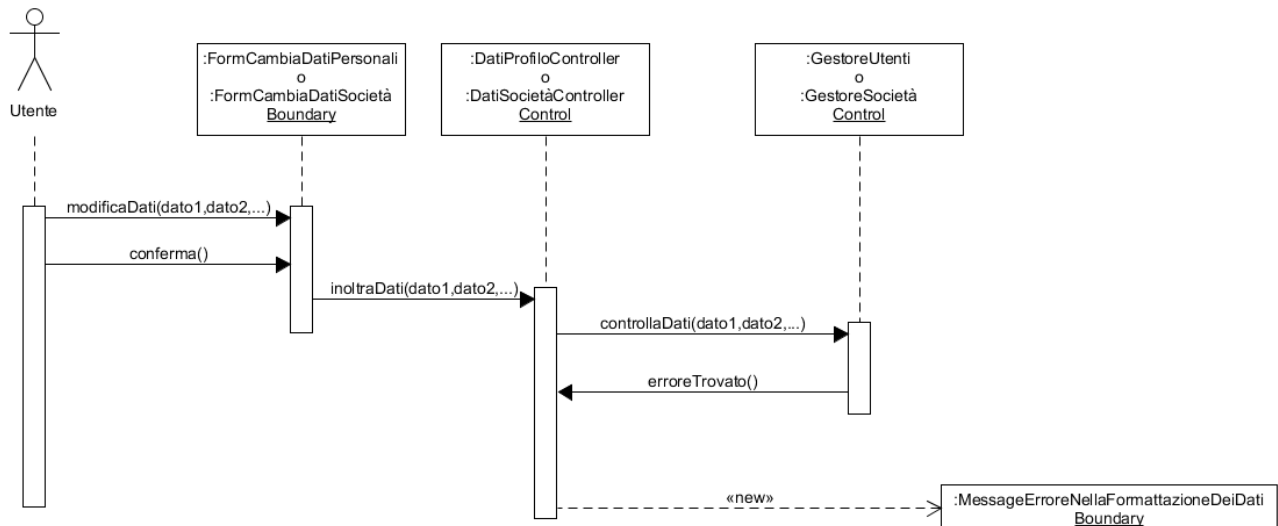 Utente
:FormCambiaDatiPersonali
o
:FormCambiaDatiSocietà
Boundary
:DatiProfiloController
o
:DatiSocietàController
Control
:GestoreUtenti
o
:GestoreSocietà
Control
modificaDati(dato1,dato2,...)
conferma()
inoltraDati(dato1,dato2,...)
controllaDati(dato1,dato2,...)
erroreTrovato()
«new»
:MessageErroreNellaFormattazioneDeiDati
Boundary